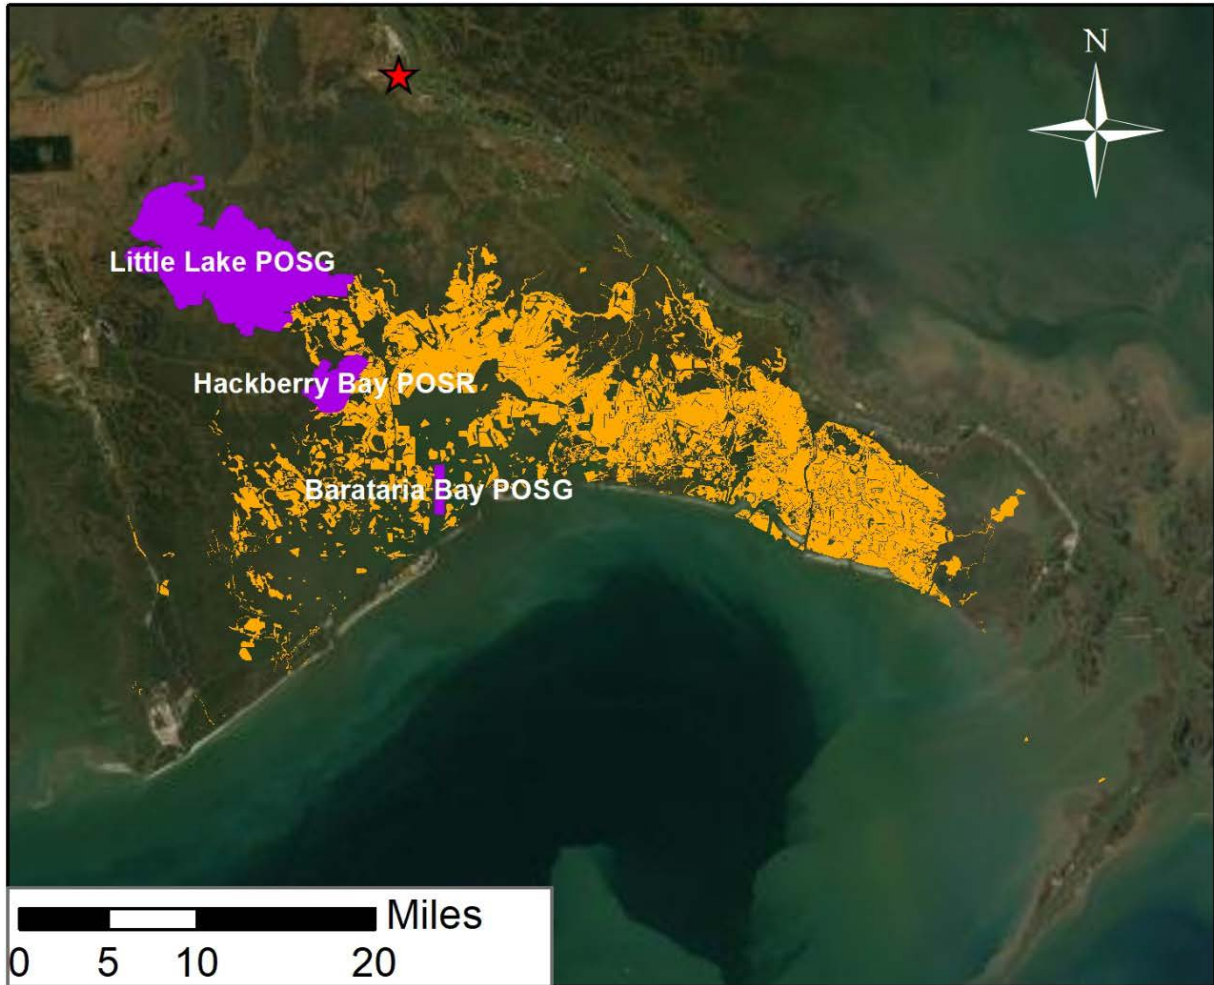 N
Little Lake POSG
Hackberry Bay POSR
Barataria Bay POSG
Miles
0 5 10 20